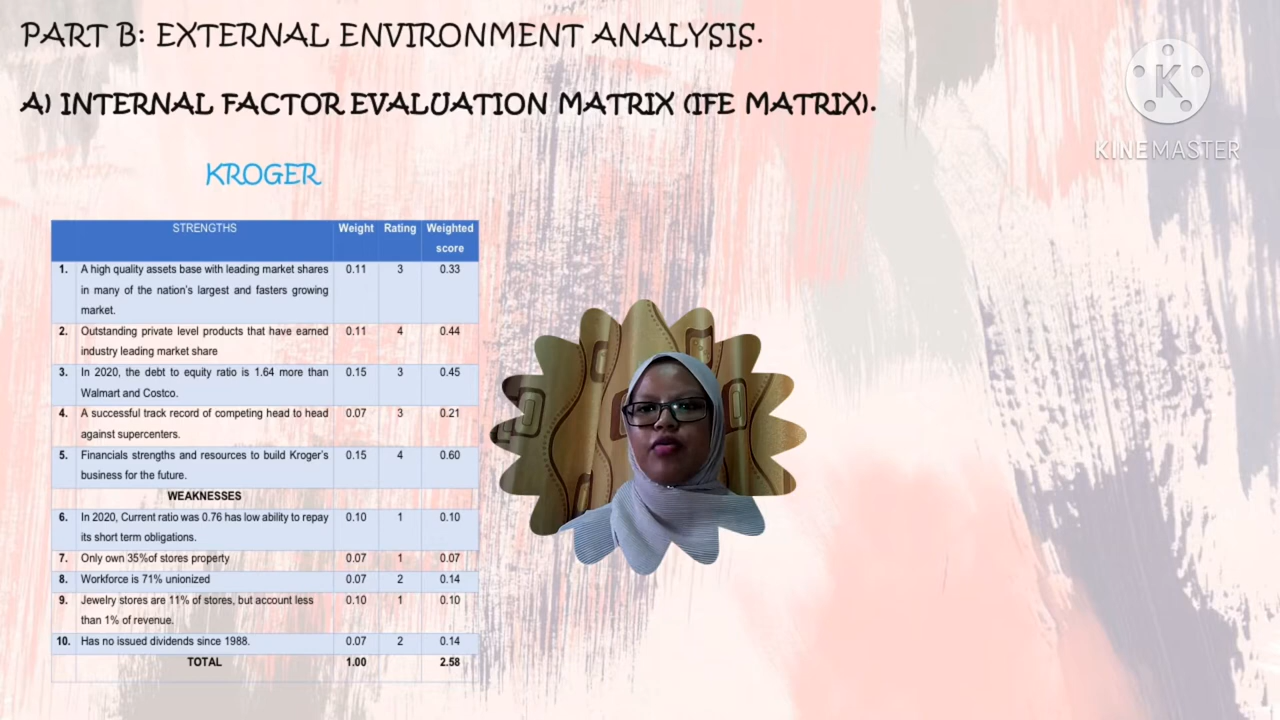 PART B: EXTERNAL ENVIRONMENT ANALYSIS.
A) INTERNAL FACTOR EVALUATION MATRIX (IFE MATRIX).
K
KINEMASTER
KROGER
STRENGTHS Weight Rating Weighted
score
1. A high quality assets base with leading market shares 0.11 3 0.33
in many of the nation's largest and fasters growing
market.
2. Outstanding private level products that have earned 0.11 4 0.44
industry leading market share
3. In 2020, the debt to equity ratio is 1.64 more than 0.15 3 0.45
Walmart and Costco.
4. A successful track record of competing head to head 0.07 3 0.21
against supercenters.
5. Financials strengths and resources to build Kroger's 0.15 4 0.60
business for the future.
WEAKNESSES
6. In 2020, Current ratio was 0.76 has low ability to repay 0.10 1 0.10
its short term obligations.
7. Only own 35%of stores property 0.07 1 0.07
8. Workforce is 71% unionized 0.07 2 0.14
9. Jewelry stores are 11% of stores, but account less 0.10 1 0.10
than 1% of revenue.
10. Has no issued dividends since 1988. 0.07 2 0.14
TOTAL 1.00 2.58